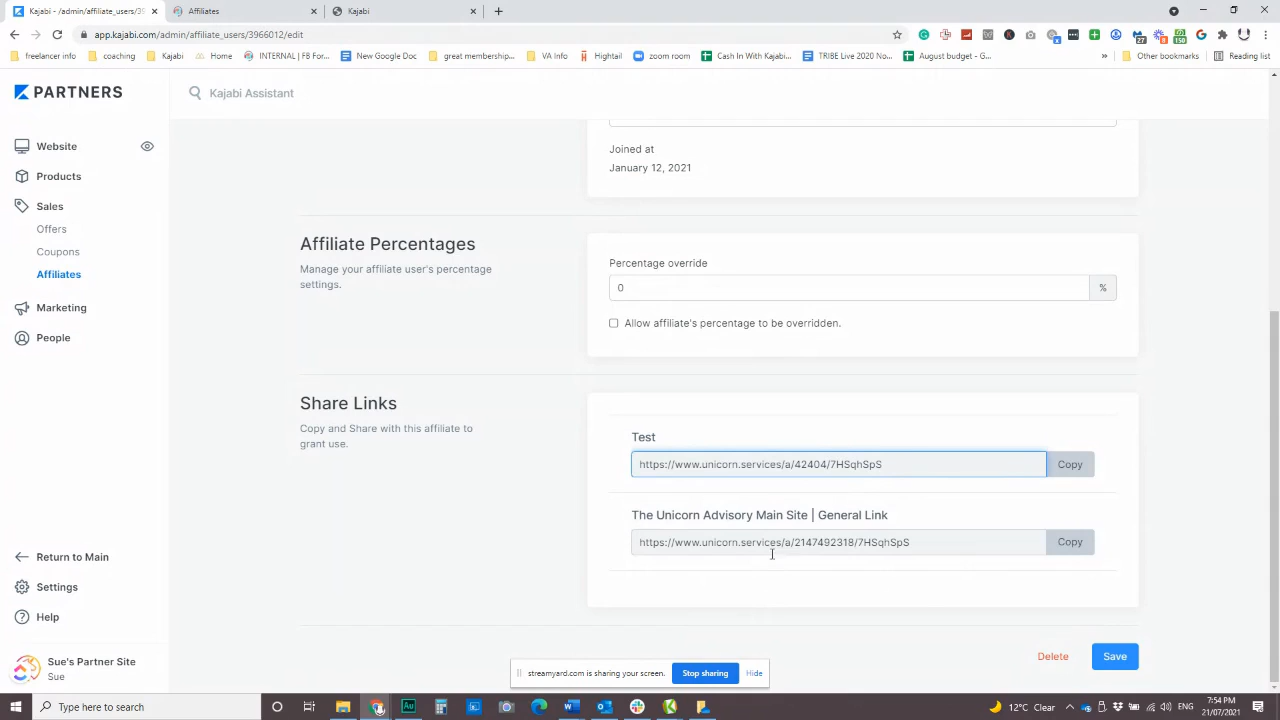 Kajabi - Kajabi
Affiliates
Kajabi
app.kajabi.com/admin/affiliate_users/3966012/edit
freelancer info
coaching
Kajabi
Home
INTERNAL | FB For...
New Google Doc
great membership...
VA Info
Hightail
zoom room
Cash In With Kajabi...
TRIBE Live 2020 No...
August budget - G...
Other bookmarks
Reading list
PARTNERS
Kajabi Assistant
Website
Products
Sales
Offers
Coupons
Affiliates
Marketing
People
Return to Main
Settings
Help
Sue's Partner Site
Sue
Joined at
January 12, 2021
Affiliate Percentages
Manage your affiliate user's percentage
settings.
Percentage override
0
%
Allow affiliate's percentage to be overridden.
Share Links
Copy and Share with this affiliate to
grant use.
Test
https://www.unicorn.services/a/42404/7HSqhSpS
Copy
The Unicorn Advisory Main Site | General Link
https://www.unicorn.services/a/2147492318/7HSqhSpS
Copy
Delete
Save
streamyard.com is sharing your screen.
Stop sharing
Hide
Type here to search
12°C Clear
ENG
7:54 PM
21/07/2021